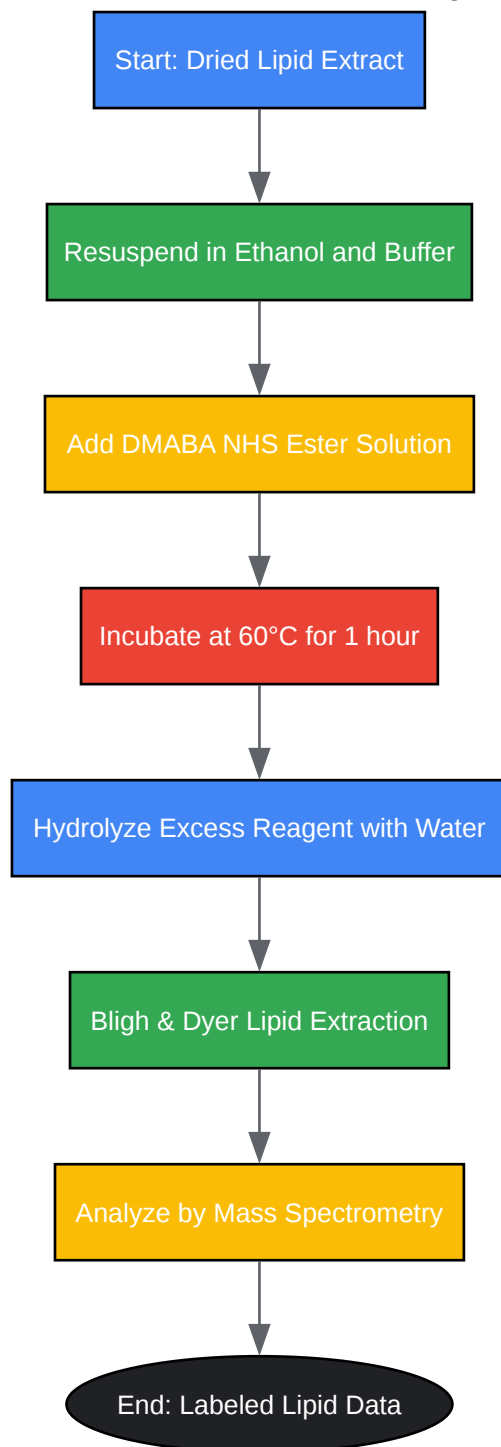 Start: Dried Lipid Extract
Resuspend in Ethanol and Buffer
Add DMABA NHS Ester Solution
Incubate at 60°C for 1 hour
Hydrolyze Excess Reagent with Water
Bligh & Dyer Lipid Extraction
Analyze by Mass Spectrometry
End: Labeled Lipid Data